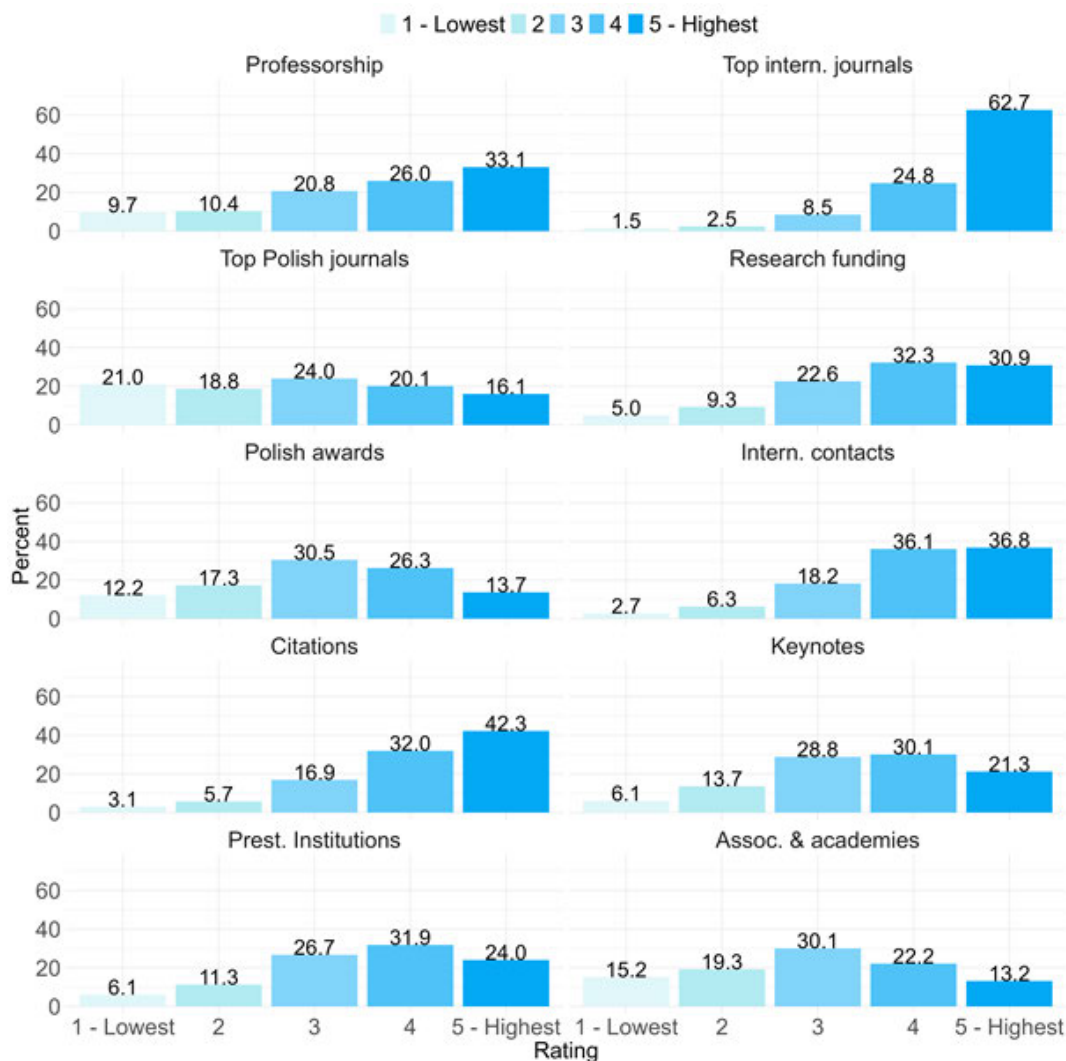 1 - Lowest 2 3 4 5 - Highest
Professorship
Top intern. journals
60
40
20
0
9.7 10.4 20.8 26.0 33.1
1.5 2.5 8.5 24.8 62.7
Top Polish journals
Research funding
60
40
20
0
21.0 18.8 24.0 20.1 16.1
5.0 9.3 22.6 32.3 30.9
Polish awards
Intern. contacts
60
40
20
0
12.2 17.3 30.5 26.3 13.7
2.7 6.3 18.2 36.1 36.8
Percent
Citations
Keynotes
60
40
20
0
3.1 5.7 16.9 32.0 42.3
6.1 13.7 28.8 30.1 21.3
Prest. Institutions
Assoc. & academies
60
40
20
0
6.1 11.3 26.7 31.9 24.0
15.2 19.3 30.1 22.2 13.2
1 - Lowest 2 3 4 5 - Highest
1 - Lowest 2 3 4 5 - Highest
Rating